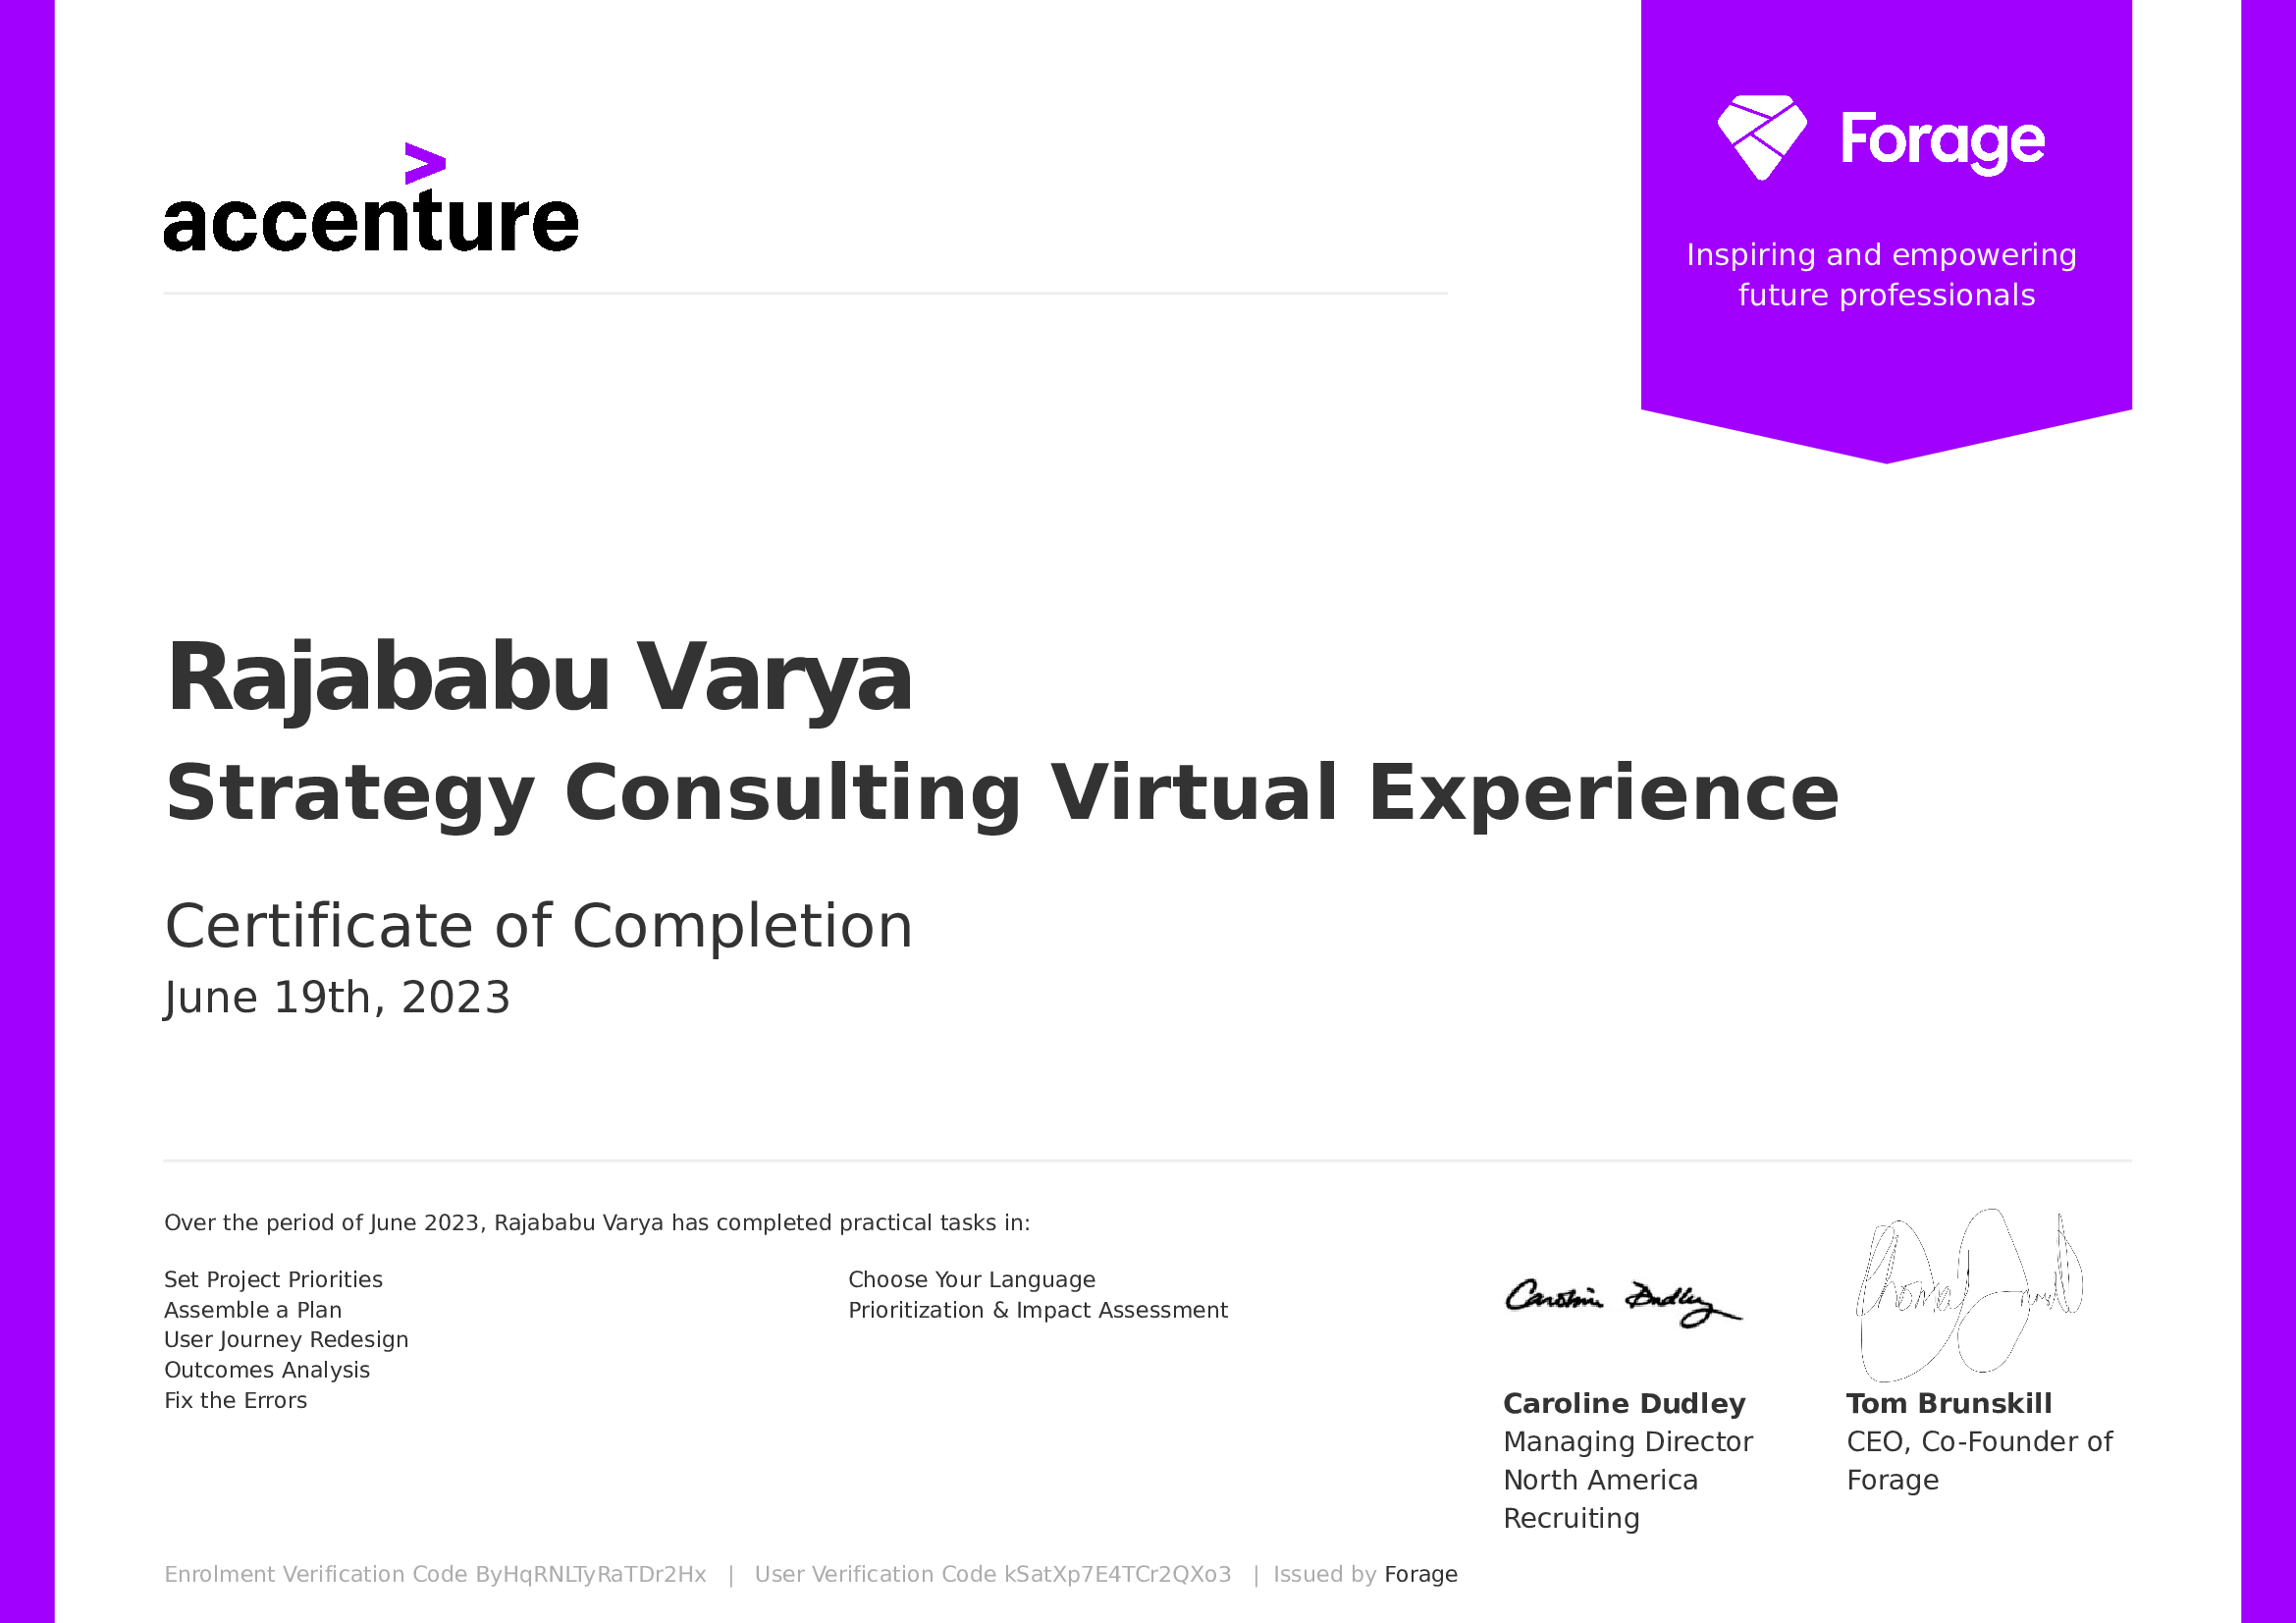 accenture
Forage
Inspiring and empowering
future professionals
Rajababu Varya
Strategy Consulting Virtual Experience
Certificate of Completion
June 19th, 2023
Over the period of June 2023, Rajababu Varya has completed practical tasks in:
Set Project Priorities
Assemble a Plan
User Journey Redesign
Outcomes Analysis
Fix the Errors
Choose Your Language
Prioritization & Impact Assessment
Caroline Dudley
Caroline Dudley
Managing Director
North America
Recruiting
Thomas Brunskill
Tom Brunskill
CEO, Co-Founder of
Forage
Enrolment Verification Code ByHqRNLTyRaTDr2Hx | User Verification Code kSatXp7E4TCr2QXo3 | Issued by Forage